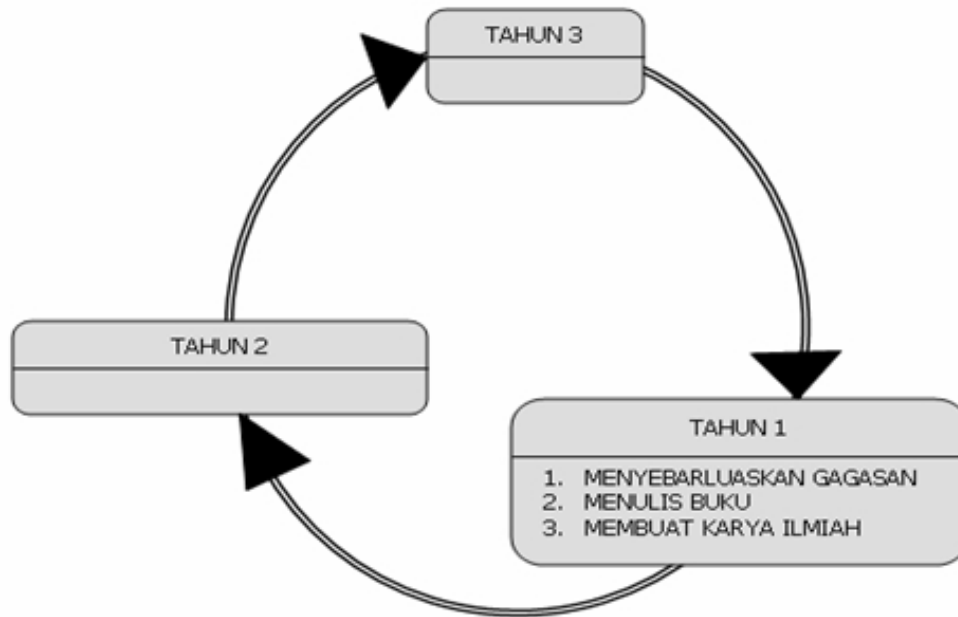 TAHUN 3
TAHUN 2
TAHUN 1
1. MENYEBARLUASKAN GAGASAN
2. MENULIS BUKU
3. MEMBUAT KARYA ILMIAH